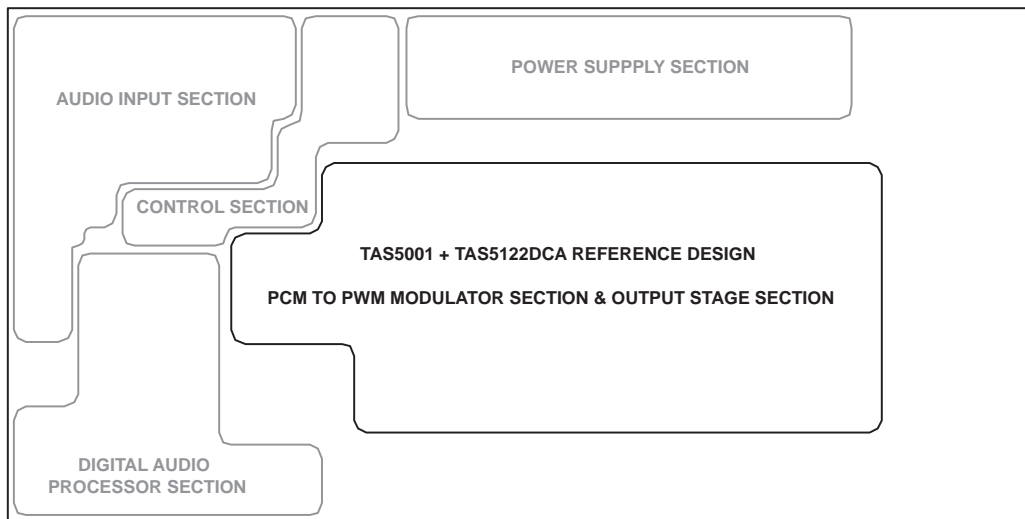 POWER SUPPPLY SECTION
AUDIO INPUT SECTION
CONTROL SECTION
TAS5001 + TAS5122DCA REFERENCE DESIGN
PCM TO PWM MODULATOR SECTION & OUTPUT STAGE SECTION
DIGITAL AUDIO
PROCESSOR SECTION